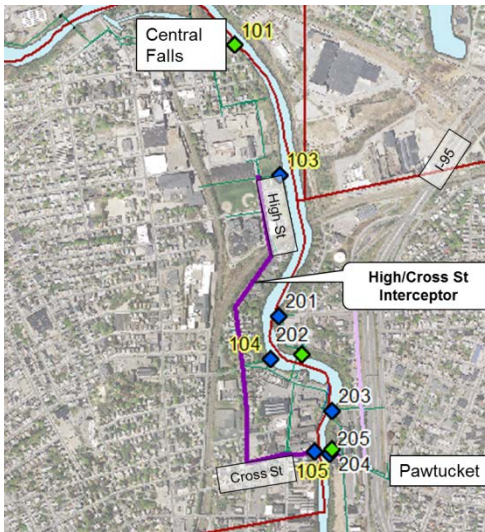 101
Central
Falls
103
I-95
High St
High/Cross St
Interceptor
201
202
104
203
205
204
105
Cross St
Pawtucket